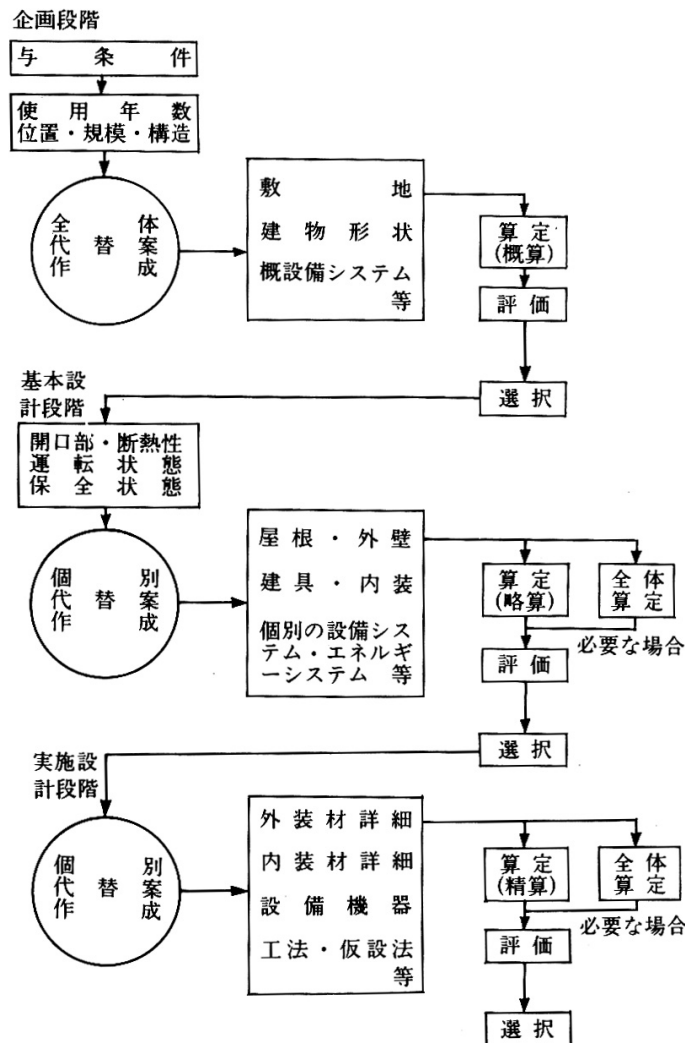 企画段階
与条件
使用年数
位置・規模・構造
全体
代替案
作成
敷地
建物形状
概設備システム
等
算定
(概算)
評価
選択
基本設
計段階
開口部・断熱性
運転状態
保全状態
個別
代替案
作成
屋根・外壁
建具・内装
個別の設備シス
テム・エネルギ
ーシステム等
算定
(略算)
全体
算定
必要な場合
評価
選択
実施設
計段階
個別
代替案
作成
外装材詳細
内装材詳細
設備機器
工法・仮設法
等
算定
(精算)
全体
算定
必要な場合
評価
選択